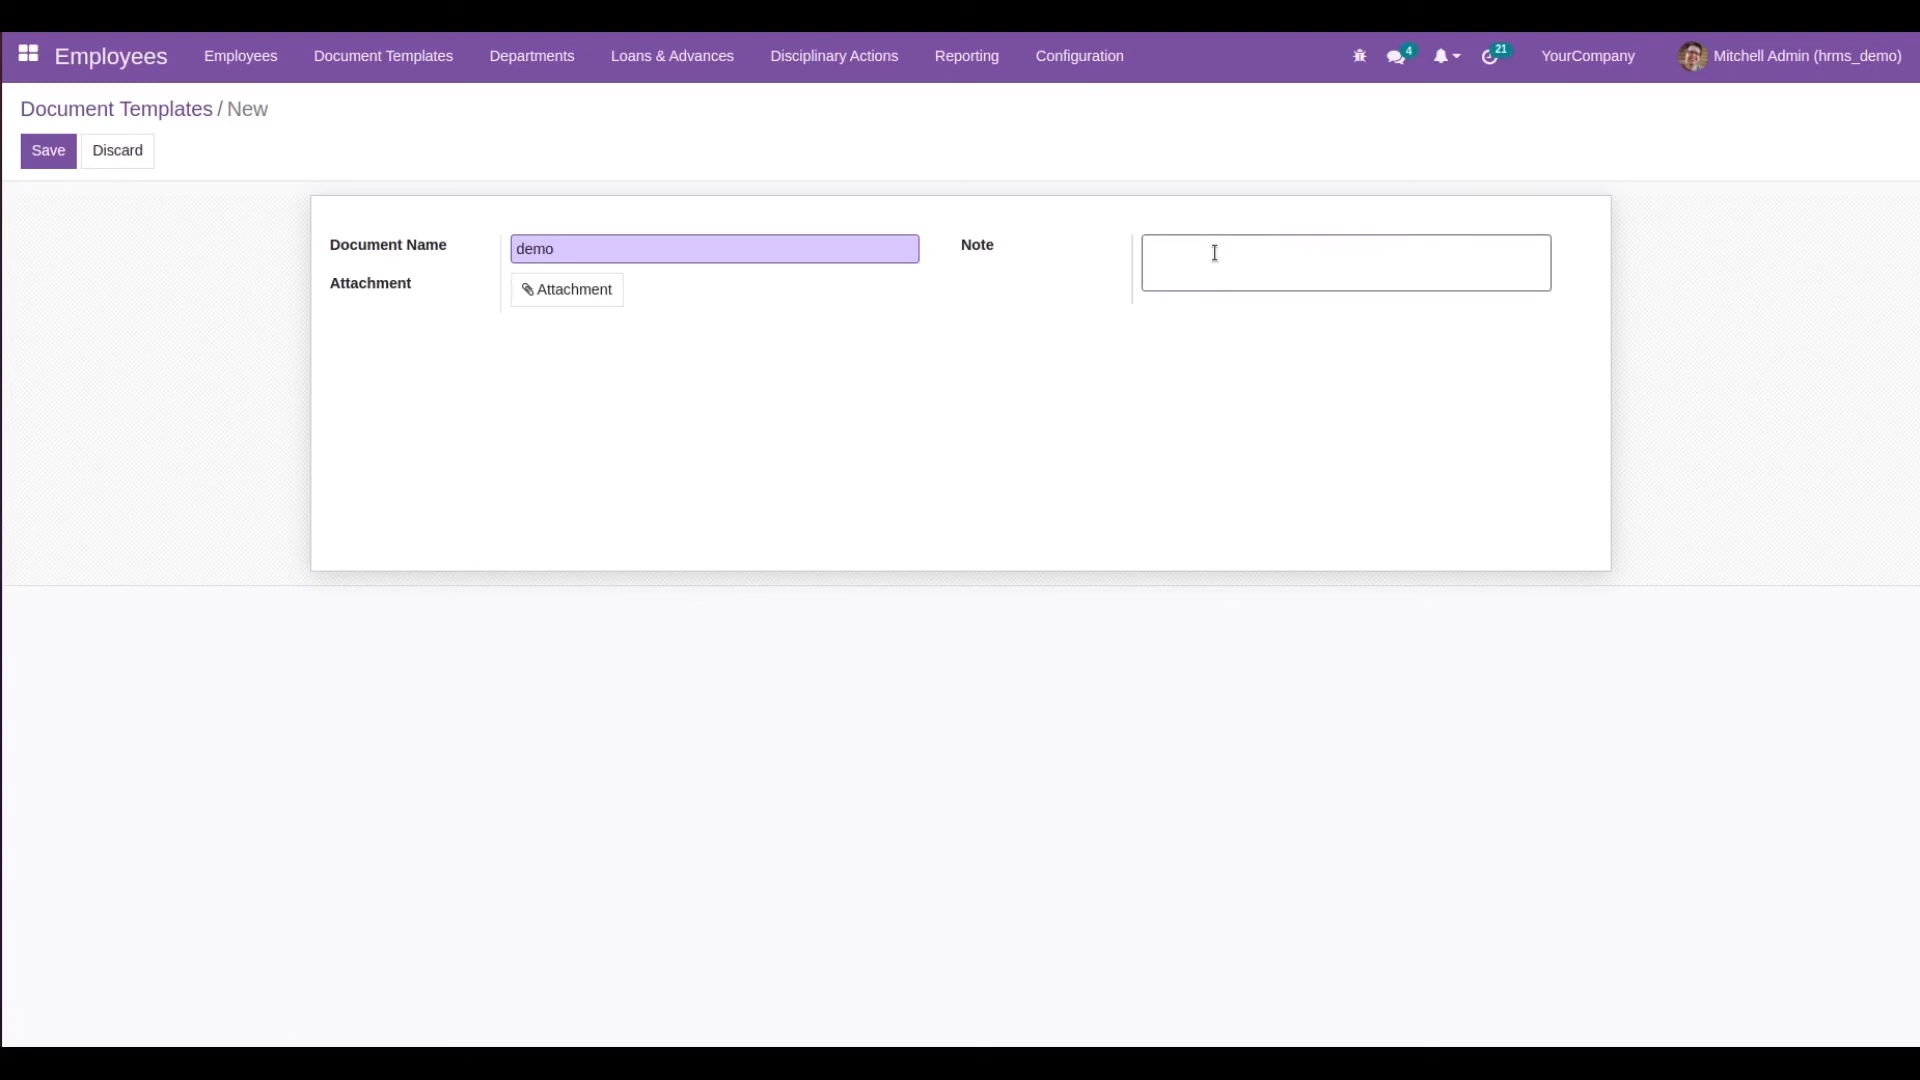 Employees Employees Document Templates Departments Loans & Advances Disciplinary Actions Reporting Configuration 4 21 YourCompany Mitchell Admin (hrms_demo)
Document Templates / New
Save Discard
Document Name demo Note
Attachment Attachment